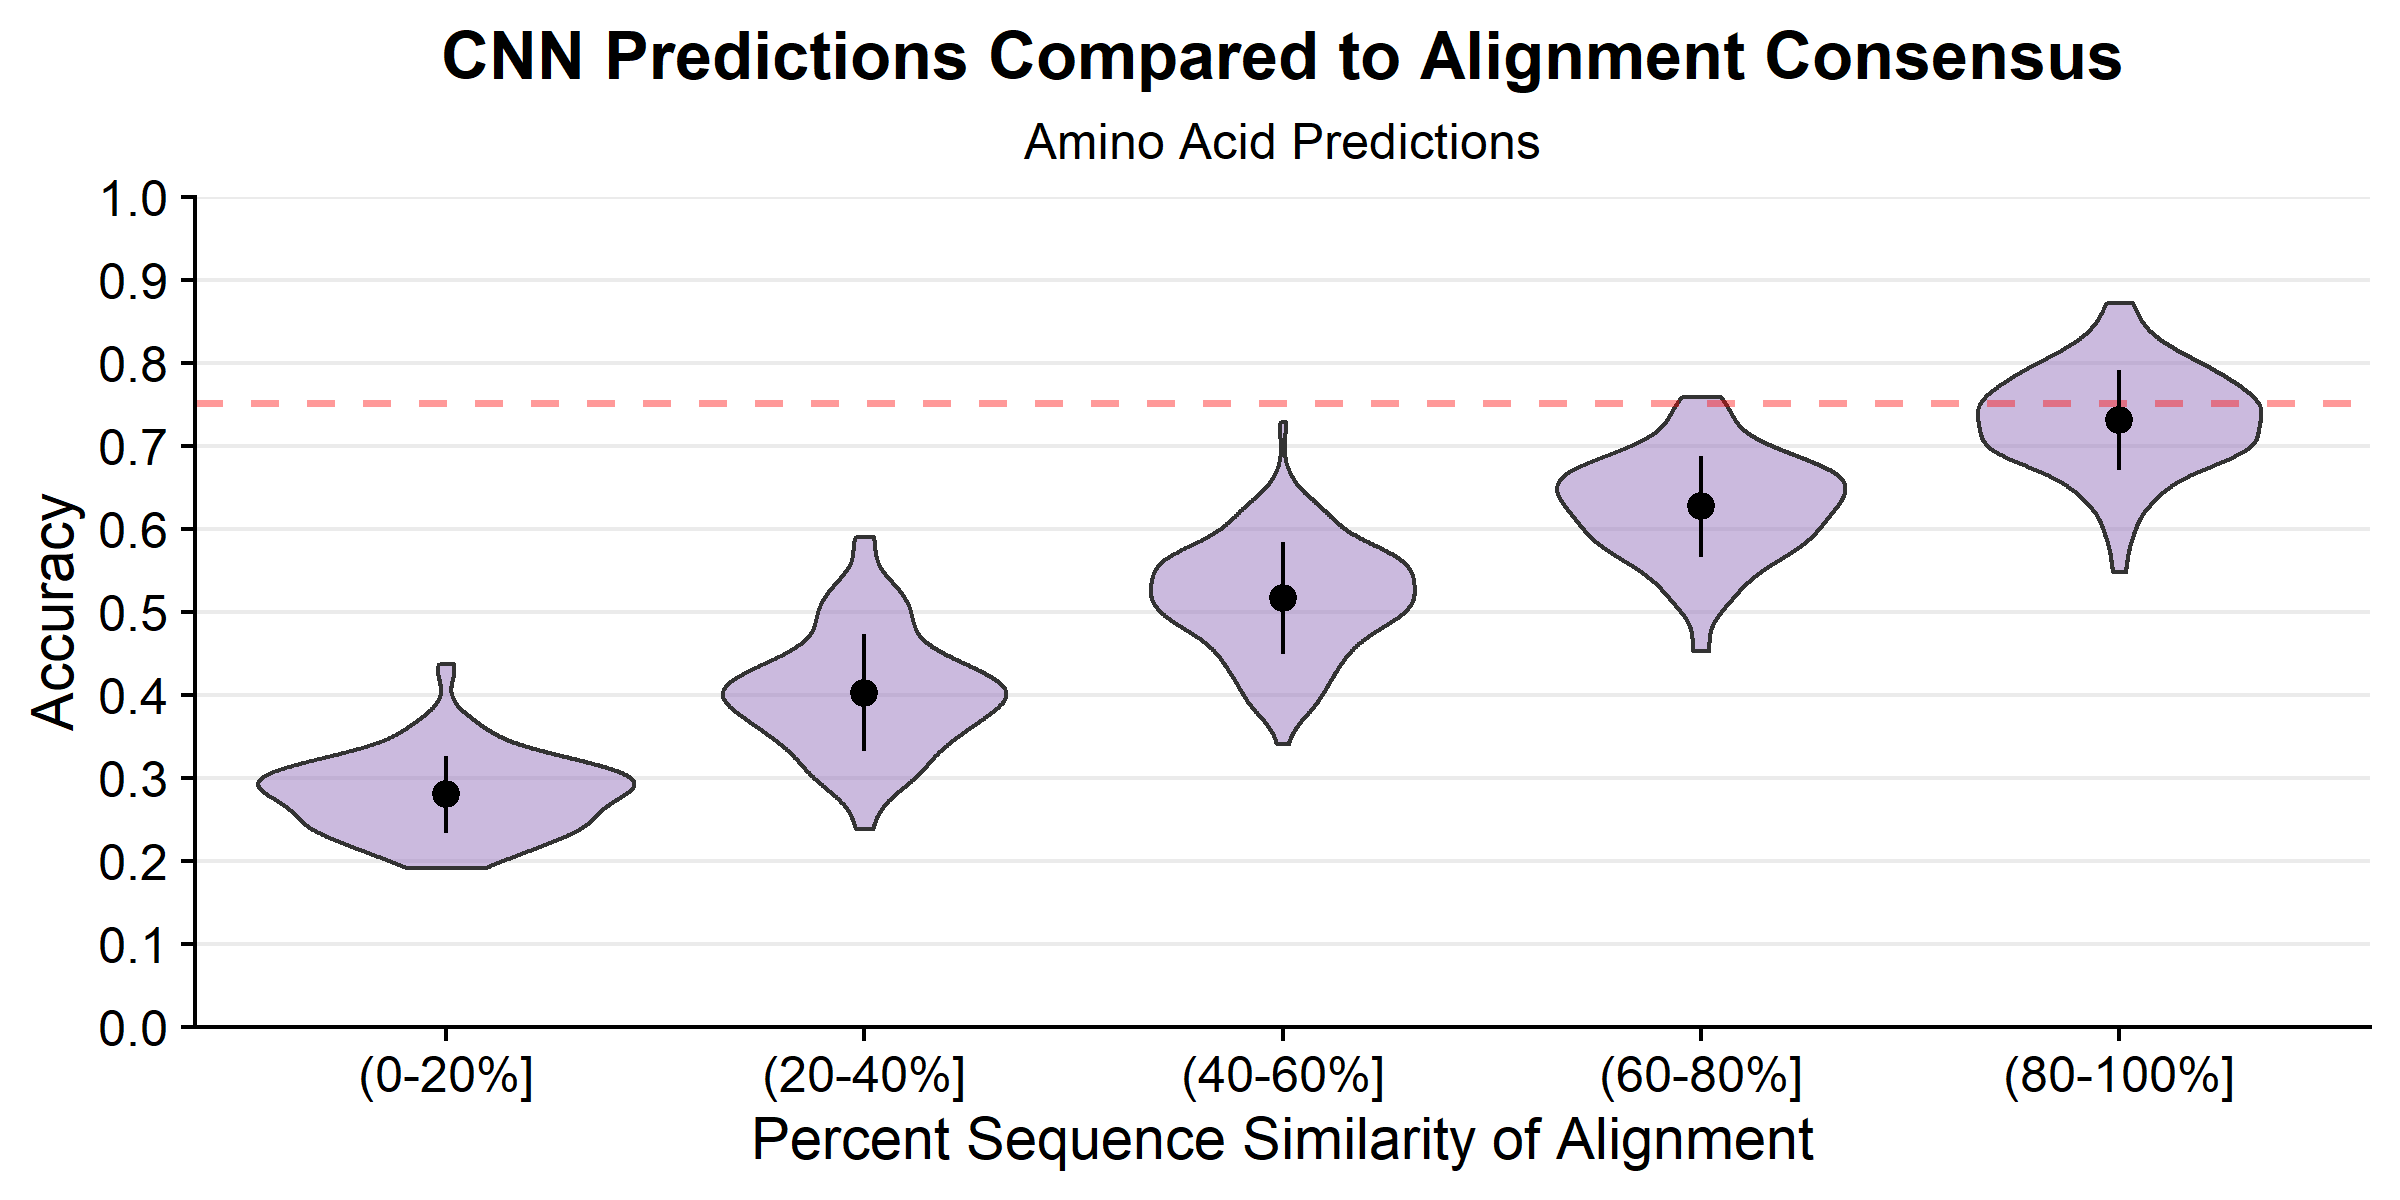 CNN Predictions Compared to Alignment Consensus
Amino Acid Predictions
1.0
0.9
0.8
0.7
0.6
0.5
0.4
0.3
0.2
0.1
0.0
Accuracy
(0-20%] (20-40%] (40-60%] (60-80%] (80-100%]
Percent Sequence Similarity of Alignment